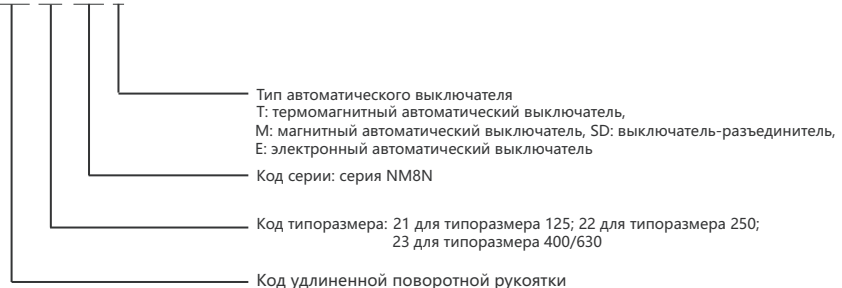 Тип автоматического выключателя
T: термомагнитный автоматический выключатель,
M: магнитный автоматический выключатель, SD: выключатель-разъединитель,
E: электронный автоматический выключатель
Код серии: серия NM8N
Код типоразмера: 21 для типоразмера 125; 22 для типоразмера 250;
23 для типоразмера 400/630
Код удлиненной поворотной рукоятки